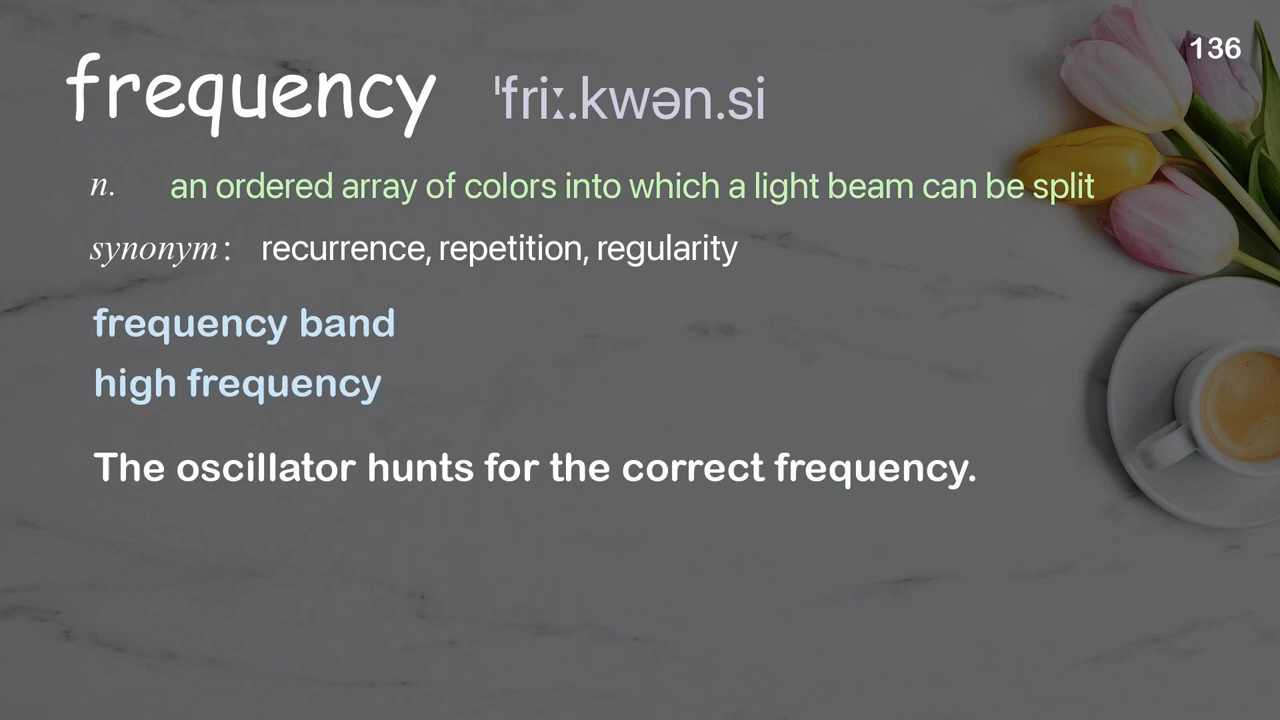 136
frequency ˈfriː.kwən.si
n. an ordered array of colors into which a light beam can be split
synonym: recurrence, repetition, regularity
frequency band
high frequency
The oscillator hunts for the correct frequency.